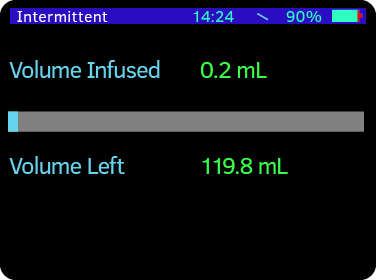 Intermittent 14:24 90%
Volume Infused 0.2 mL
Volume Left 119.8 mL